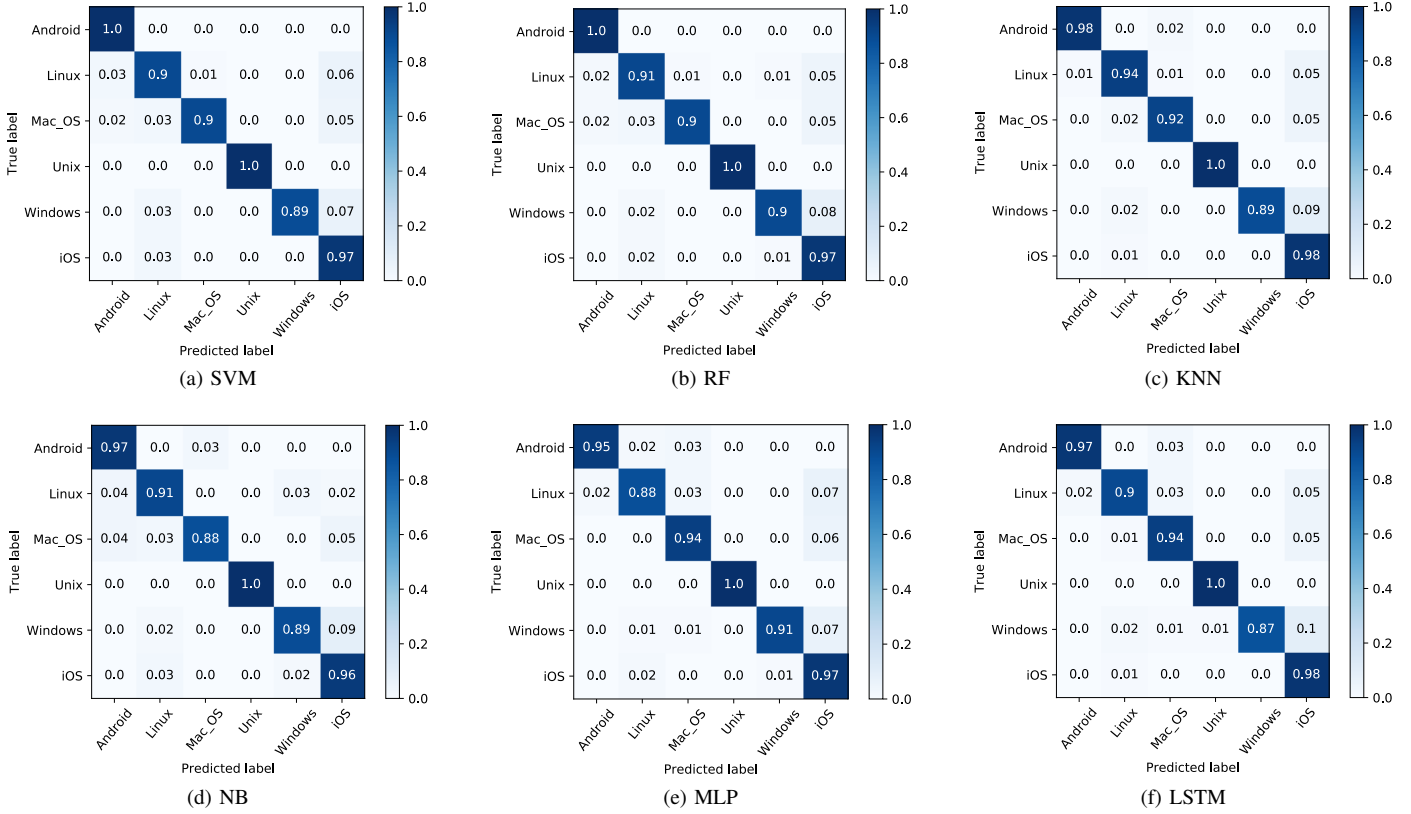 Android 1.0 0.0 0.0 0.0 0.0 0.0
Linux 0.03 0.9 0.01 0.0 0.0 0.06
Mac_OS 0.02 0.03 0.9 0.0 0.0 0.05
Unix 0.0 0.0 0.0 1.0 0.0 0.0
Windows 0.0 0.03 0.0 0.0 0.89 0.07
iOS 0.0 0.03 0.0 0.0 0.0 0.97
True label
Android Linux Mac_OS Unix Windows iOS
Predicted label
1.0
0.8
0.6
0.4
0.2
0.0
(a) SVM
Android 1.0 0.0 0.0 0.0 0.0 0.0
Linux 0.02 0.91 0.01 0.0 0.01 0.05
Mac_OS 0.02 0.03 0.9 0.0 0.0 0.05
Unix 0.0 0.0 0.0 1.0 0.0 0.0
Windows 0.0 0.02 0.0 0.0 0.9 0.08
iOS 0.0 0.02 0.0 0.0 0.01 0.97
True label
Android Linux Mac_OS Unix Windows iOS
Predicted label
1.0
0.8
0.6
0.4
0.2
0.0
(b) RF
Android 0.98 0.0 0.02 0.0 0.0 0.0
Linux 0.01 0.94 0.01 0.0 0.0 0.05
Mac_OS 0.0 0.02 0.92 0.0 0.0 0.05
Unix 0.0 0.0 0.0 1.0 0.0 0.0
Windows 0.0 0.02 0.0 0.0 0.89 0.09
iOS 0.0 0.01 0.0 0.0 0.0 0.98
True label
Android Linux Mac_OS Unix Windows iOS
Predicted label
1.0
0.8
0.6
0.4
0.2
0.0
(c) KNN
Android 0.97 0.0 0.03 0.0 0.0 0.0
Linux 0.04 0.91 0.0 0.0 0.03 0.02
Mac_OS 0.04 0.03 0.88 0.0 0.0 0.05
Unix 0.0 0.0 0.0 1.0 0.0 0.0
Windows 0.0 0.02 0.0 0.0 0.89 0.09
iOS 0.0 0.03 0.0 0.0 0.02 0.96
True label
Android Linux Mac_OS Unix Windows iOS
Predicted label
1.0
0.8
0.6
0.4
0.2
0.0
(d) NB
Android 0.95 0.02 0.03 0.0 0.0 0.0
Linux 0.02 0.88 0.03 0.0 0.0 0.07
Mac_OS 0.0 0.0 0.94 0.0 0.0 0.06
Unix 0.0 0.0 0.0 1.0 0.0 0.0
Windows 0.0 0.01 0.01 0.0 0.91 0.07
iOS 0.0 0.02 0.0 0.0 0.01 0.97
True label
Android Linux Mac_OS Unix Windows iOS
Predicted label
1.0
0.8
0.6
0.4
0.2
0.0
(e) MLP
Android 0.97 0.0 0.03 0.0 0.0 0.0
Linux 0.02 0.9 0.03 0.0 0.0 0.05
Mac_OS 0.0 0.01 0.94 0.0 0.0 0.05
Unix 0.0 0.0 0.0 1.0 0.0 0.0
Windows 0.0 0.02 0.01 0.01 0.87 0.1
iOS 0.0 0.01 0.0 0.0 0.0 0.98
True label
Android Linux Mac_OS Unix Windows iOS
Predicted label
1.0
0.8
0.6
0.4
0.2
0.0
(f) LSTM